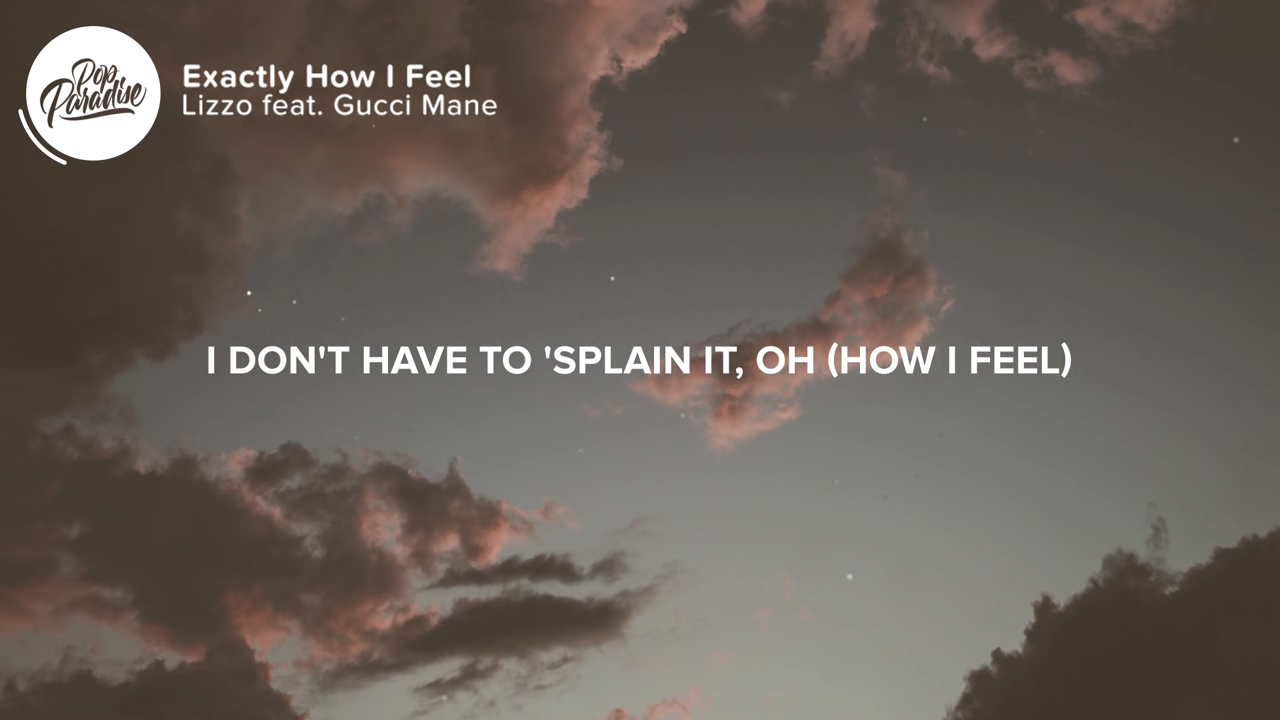 Pop
Paradise
Exactly How I Feel
Lizzo feat. Gucci Mane
I DON'T HAVE TO 'SPLAIN IT, OH (HOW I FEEL)